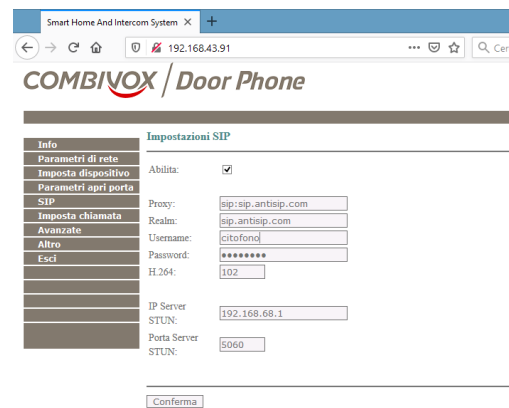 Smart Home And Intercom System
192.168.43.91
COMBIVOX / Door Phone
Info
Parametri di rete
Imposta dispositivo
Parametri apri porta
SIP
Imposta chiamata
Avanzate
Altro
Esci
Impostazioni SIP
Abilita:
Proxy: sip:sip.antisip.com
Realm: sip.antisip.com
Username: citofono
Password: ●●●●●●●●
H.264: 102
IP Server STUN: 192.168.68.1
Porta Server STUN: 5060
Conferma